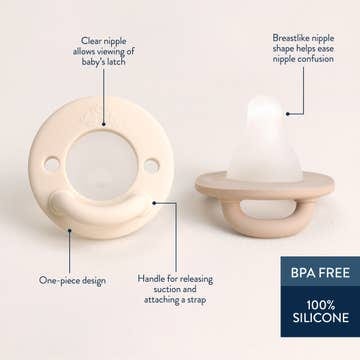 Clear nipple
allows viewing of
baby's latch
Breastlike nipple
shape helps ease
nipple confusion
One-piece design
Handle for releasing
suction and
attaching a strap
BPA FREE
100%
SILICONE